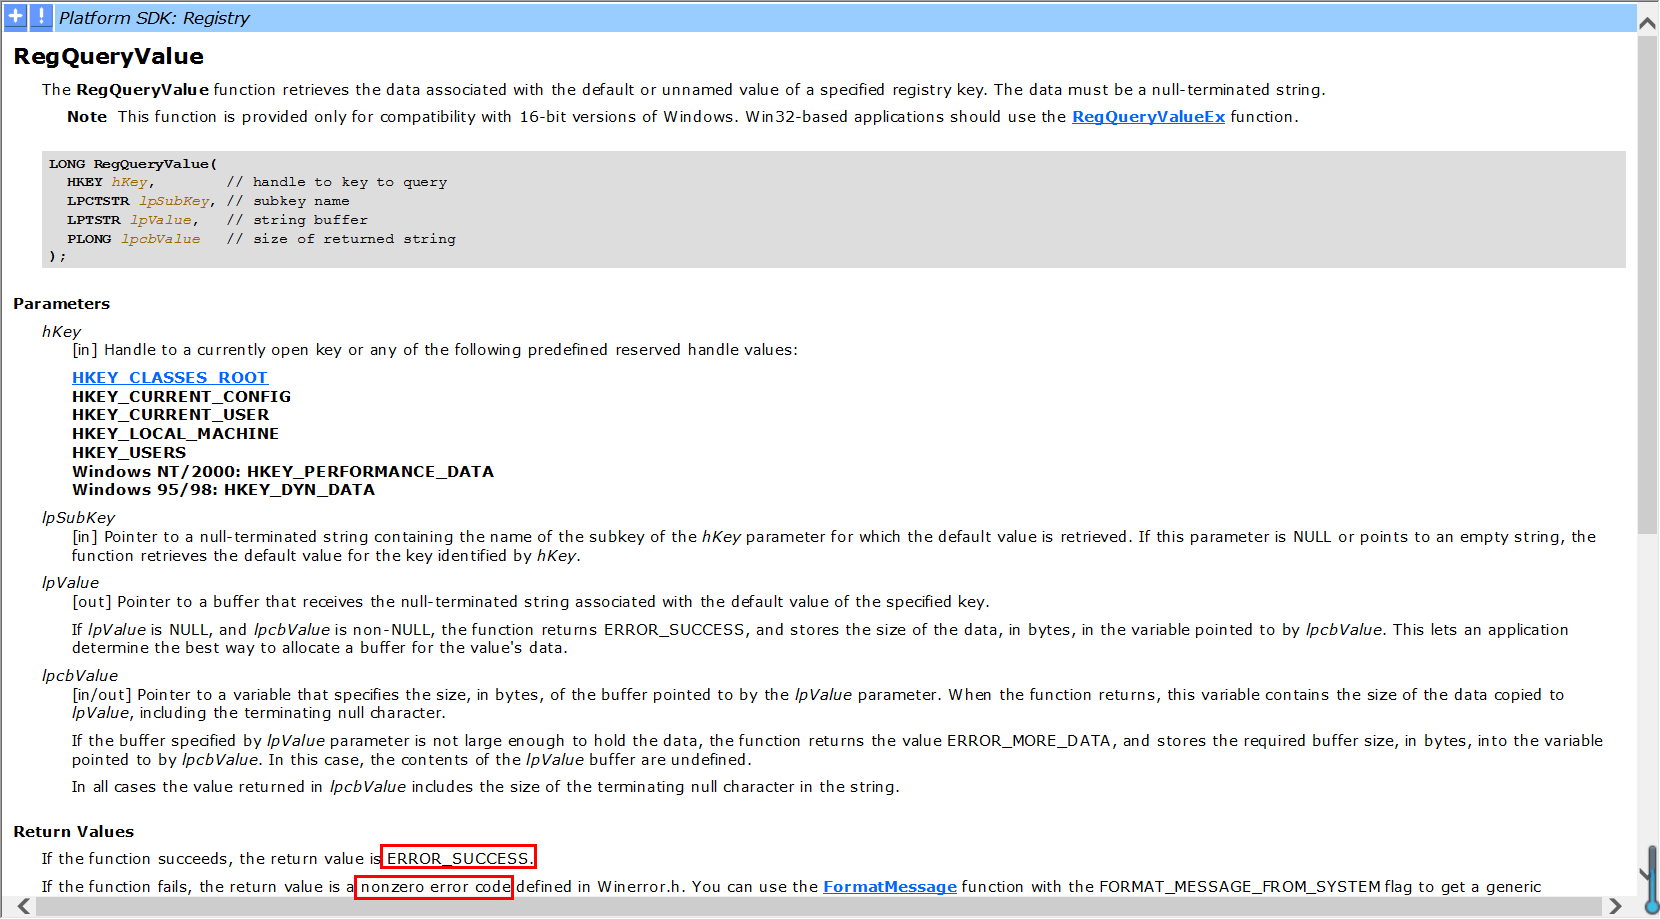 Platform SDK: Registry
RegQueryValue
The RegQueryValue function retrieves the data associated with the default or unnamed value of a specified registry key. The data must be a null-terminated string.
Note  This function is provided only for compatibility with 16-bit versions of Windows. Win32-based applications should use the RegQueryValueEx function.
LONG RegQueryValue(
  HKEY hKey,        // handle to key to query
  LPCTSTR lpSubKey, // subkey name
  LPTSTR lpValue,   // string buffer
  PLONG lpcbValue   // size of returned string
);
Parameters
hKey
[in] Handle to a currently open key or any of the following predefined reserved handle values:
HKEY_CLASSES_ROOT
HKEY_CURRENT_CONFIG
HKEY_CURRENT_USER
HKEY_LOCAL_MACHINE
HKEY_USERS
Windows NT/2000: HKEY_PERFORMANCE_DATA
Windows 95/98: HKEY_DYN_DATA
lpSubKey
[in] Pointer to a null-terminated string containing the name of the subkey of the hKey parameter for which the default value is retrieved. If this parameter is NULL or points to an empty string, the
function retrieves the default value for the key identified by hKey.
lpValue
[out] Pointer to a buffer that receives the null-terminated string associated with the default value of the specified key.
If lpValue is NULL, and lpcbValue is non-NULL, the function returns ERROR_SUCCESS, and stores the size of the data, in bytes, in the variable pointed to by lpcbValue. This lets an application
determine the best way to allocate a buffer for the value's data.
lpcbValue
[in/out] Pointer to a variable that specifies the size, in bytes, of the buffer pointed to by the lpValue parameter. When the function returns, this variable contains the size of the data copied to
lpValue, including the terminating null character.
If the buffer specified by lpValue parameter is not large enough to hold the data, the function returns the value ERROR_MORE_DATA, and stores the required buffer size, in bytes, into the variable
pointed to by lpcbValue. In this case, the contents of the lpValue buffer are undefined.
In all cases the value returned in lpcbValue includes the size of the terminating null character in the string.
Return Values
If the function succeeds, the return value is ERROR_SUCCESS.
If the function fails, the return value is a nonzero error code defined in Winerror.h. You can use the FormatMessage function with the FORMAT_MESSAGE_FROM_SYSTEM flag to get a generic